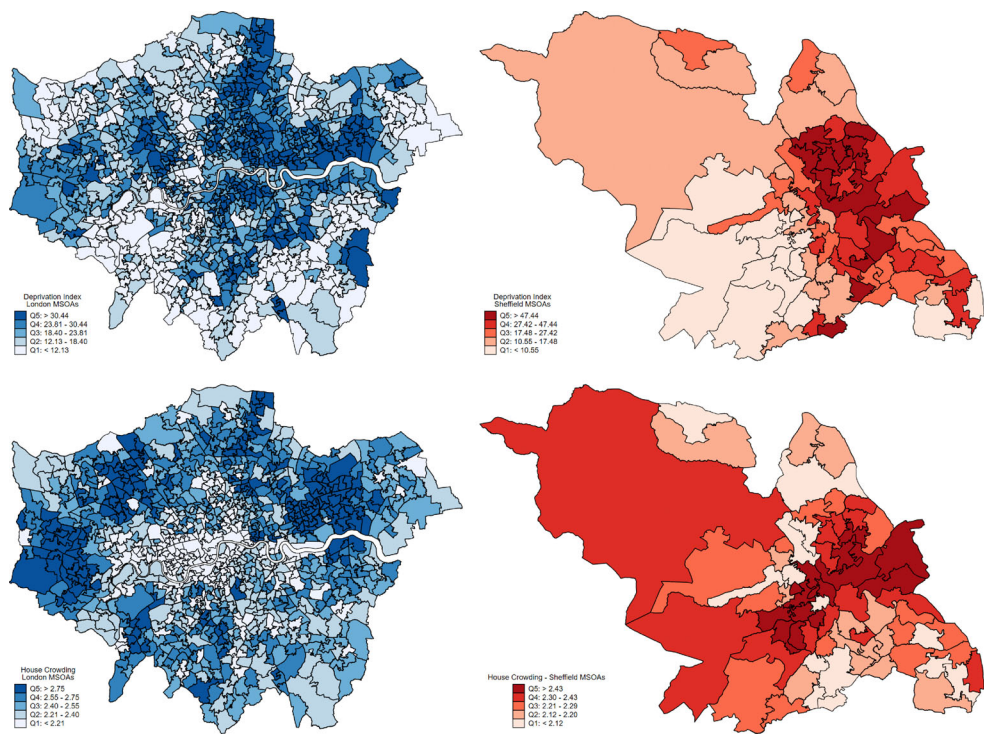 Deprivation Index
London MSOAs
Q5: > 30.44
Q4: 23.81 - 30.44
Q3: 18.40 - 23.81
Q2: 12.13 - 18.40
Q1: < 12.13
Deprivation Index
Sheffield MSOAs
Q5: > 47.44
Q4: 27.42 - 47.44
Q3: 17.48 - 27.42
Q2: 10.55 - 17.48
Q1: < 10.55
House Crowding
London MSOAs
Q5: > 2.75
Q4: 2.55 - 2.75
Q3: 2.40 - 2.55
Q2: 2.21 - 2.40
Q1: < 2.21
House Crowding - Sheffield MSOAs
Q5: > 2.43
Q4: 2.30 - 2.43
Q3: 2.21 - 2.29
Q2: 2.12 - 2.20
Q1: < 2.12